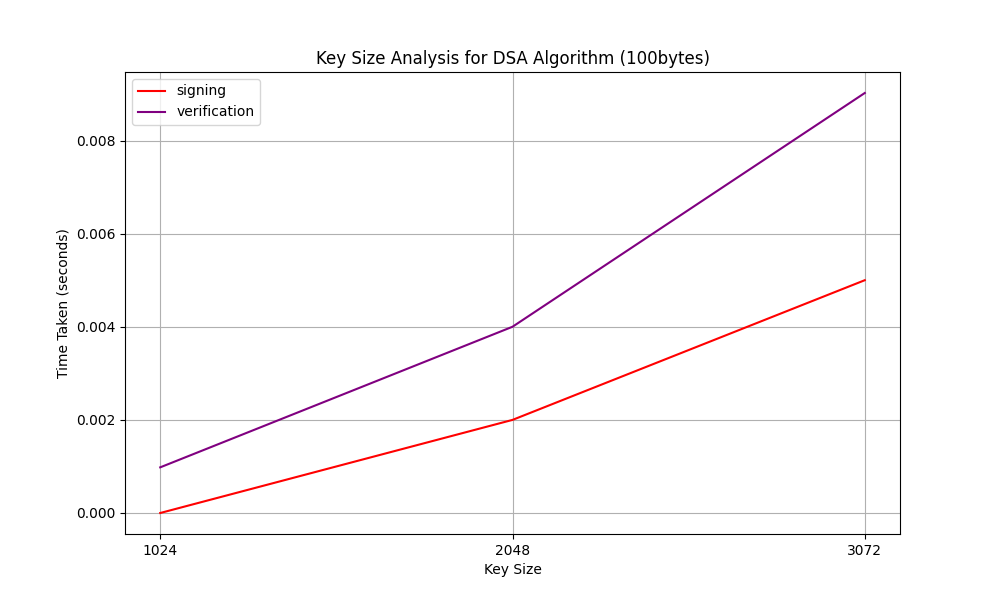 Key Size Analysis for DSA Algorithm (100bytes)
signing
verification
Time Taken (seconds)
0.008
0.006
0.004
0.002
0.000
1024 2048 3072
Key Size